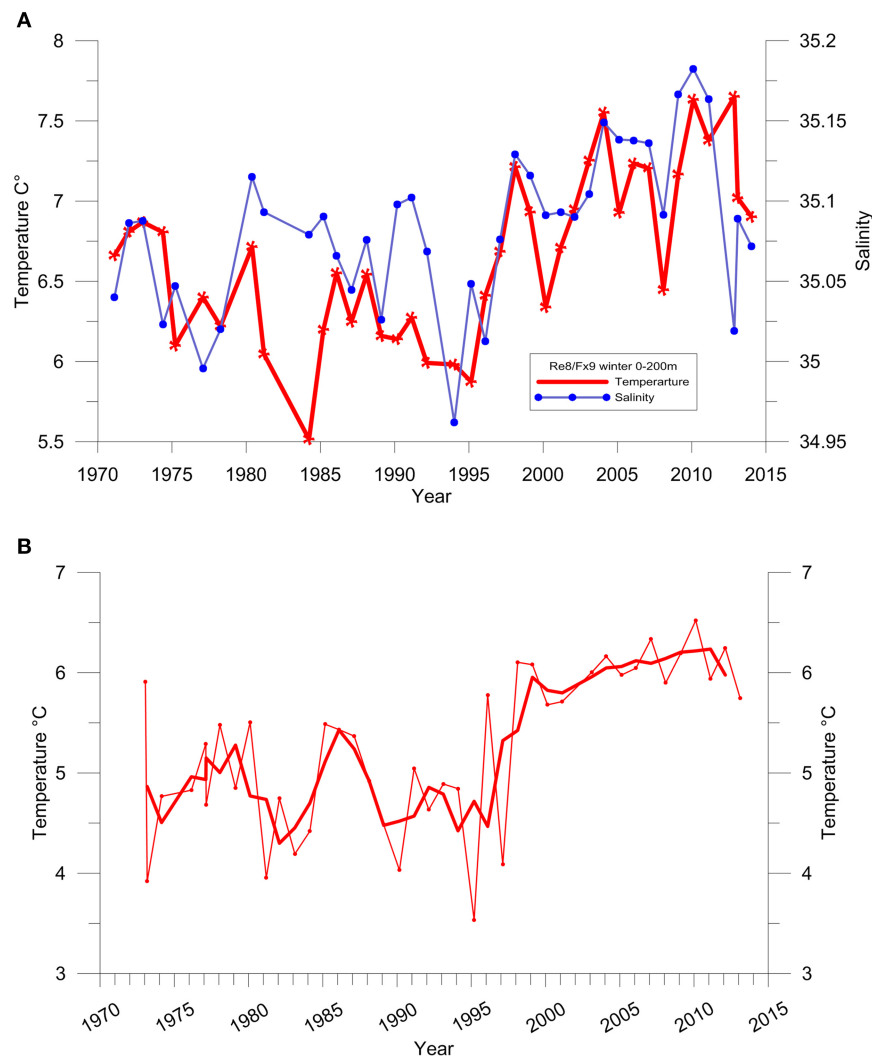 A
Temperature C°
8
7.5
7
6.5
6
5.5
35.2
35.15
35.1
35.05
35
34.95
Salinity
Re8/Fx9 winter 0-200m
Temperarture
Salinity
1970 1975 1980 1985 1990 1995 2000 2005 2010 2015
Year
B
Temperature °C
7
6
5
4
3
7
6
5
4
3
Temperature °C
1970 1975 1980 1985 1990 1995 2000 2005 2010 2015
Year